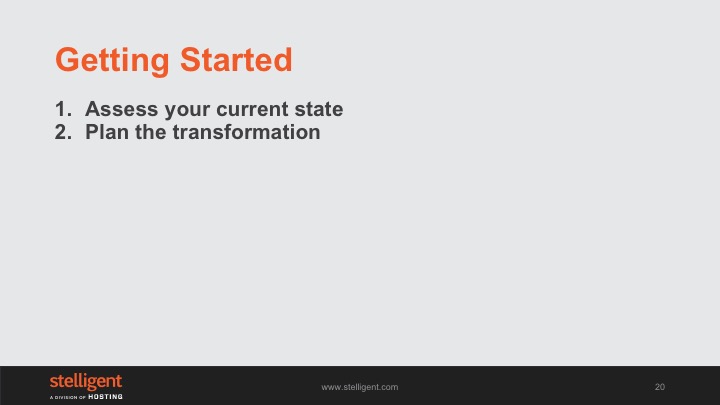 Getting Started
1. Assess your current state
2. Plan the transformation
stelligent
A DIVISION OF HOSTING
www.stelligent.com
20